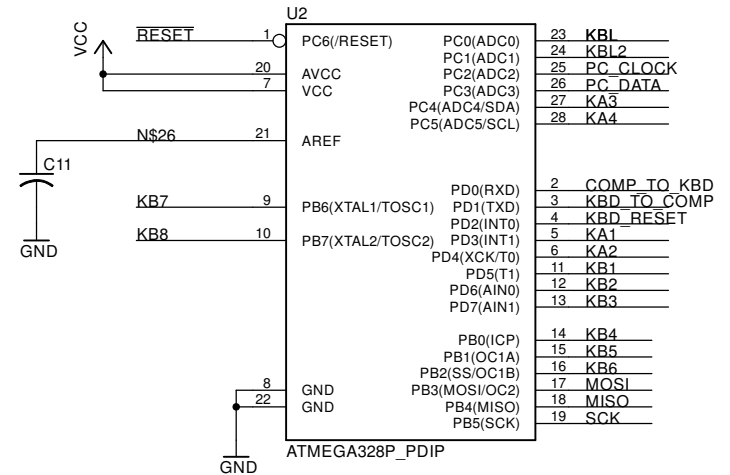 U2
VCC
RESET 1 PC6(/RESET) PC0(ADC0) 23 KBL
PC1(ADC1) 24 KBL2
20 AVCC PC2(ADC2) 25 PC_CLOCK
7 VCC PC3(ADC3) 26 PC_DATA
PC4(ADC4/SDA) 27 KA3
PC5(ADC5/SCL) 28 KA4
N$26 21 AREF
C11
GND
PD0(RXD) 2 COMP_TO_KBD
KB7 9 PB6(XTAL1/TOSC1) PD1(TXD) 3 KBD_TO_COMP
PD2(INT0) 4 KBD_RESET
KB8 10 PB7(XTAL2/TOSC2) PD3(INT1) 5 KA1
PD4(XCK/T0) 6 KA2
PD5(T1) 11 KB1
PD6(AIN0) 12 KB2
PD7(AIN1) 13 KB3
PB0(ICP) 14 KB4
PB1(OC1A) 15 KB5
PB2(SS/OC1B) 16 KB6
8 GND PB3(MOSI/OC2) 17 MOSI
22 GND PB4(MISO) 18 MISO
PB5(SCK) 19 SCK
GND
ATMEGA328P_PDIP